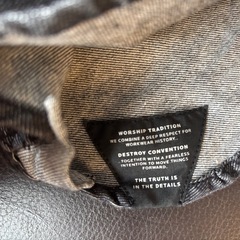 WORSHIP TRADITION
WE COMBINE A DEEP RESPECT FOR
WORKWEAR HISTORY.
DESTROY CONVENTION
TOGETHER WITH A FEARLESS
INTENTION TO MOVE THINGS
FORWARD.
THE TRUTH IS
IN THE DETAILS